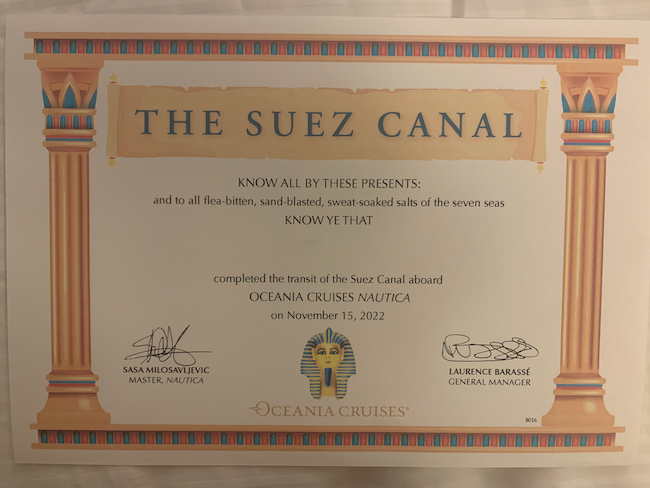 THE SUEZ CANAL
KNOW ALL BY THESE PRESENTS:
and to all flea-bitten, sand-blasted, sweat-soaked salts of the seven seas
KNOW YE THAT
completed the transit of the Suez Canal aboard
OCEANIA CRUISES NAUTICA
on November 15, 2022
SASA MILOSAVLJEVIC
MASTER, NAUTICA
LAURENCE BARASSÉ
GENERAL MANAGER
OCEANIA CRUISES®
8016